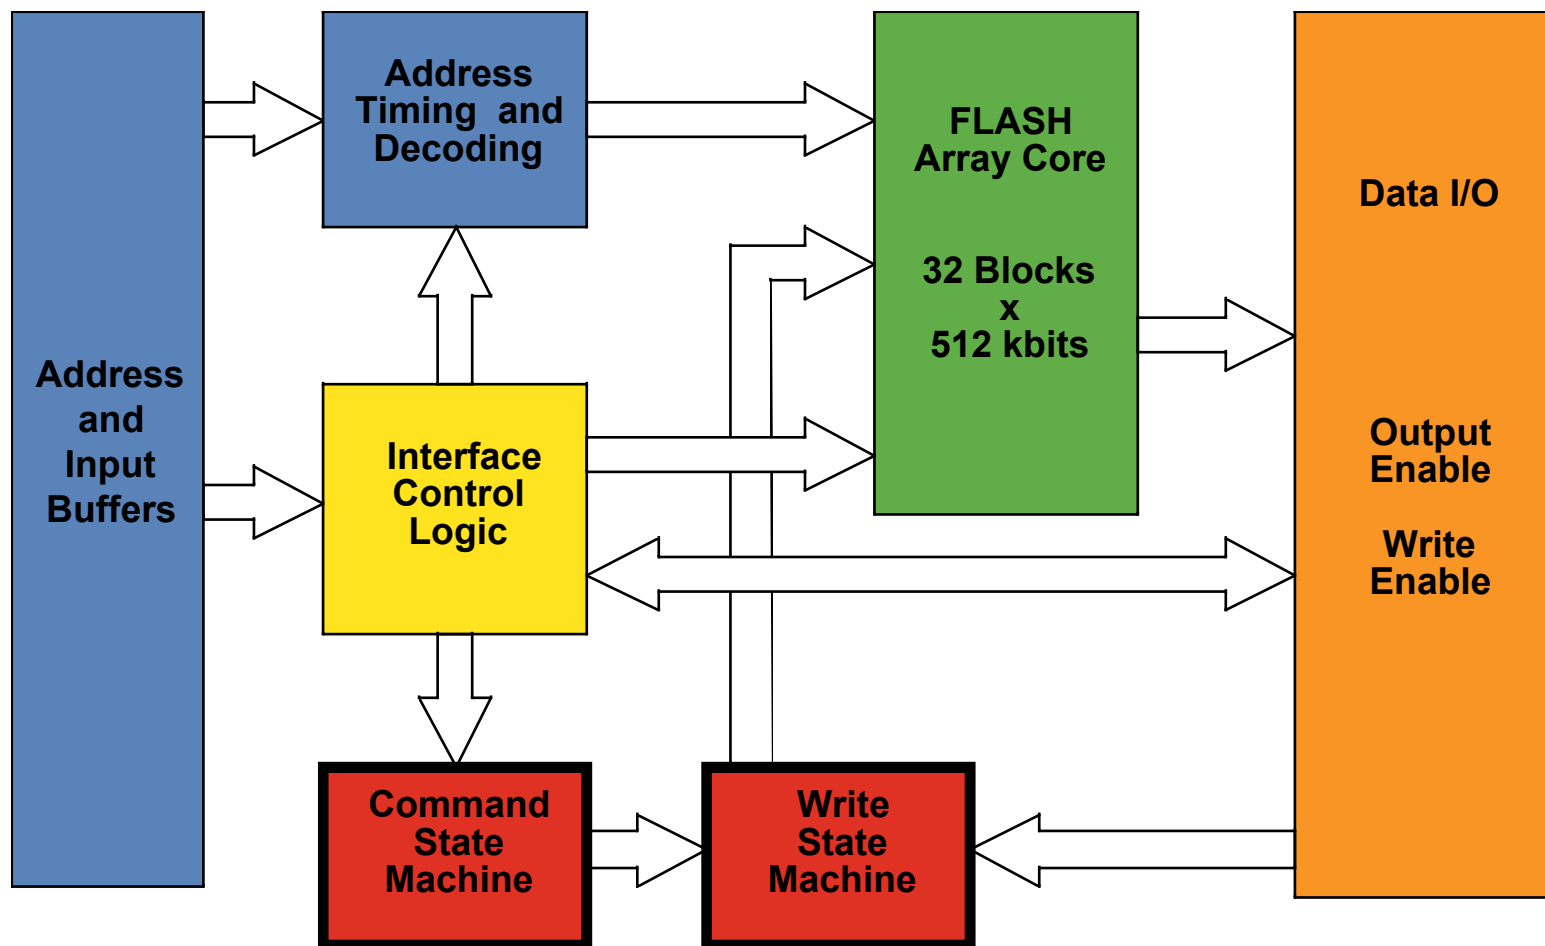 Address
and
Input
Buffers
Address
Timing and
Decoding
Interface
Control
Logic
Command
State
Machine
Write
State
Machine
FLASH
Array Core
32 Blocks
x
512 kbits
Data I/O
Output
Enable
Write
Enable